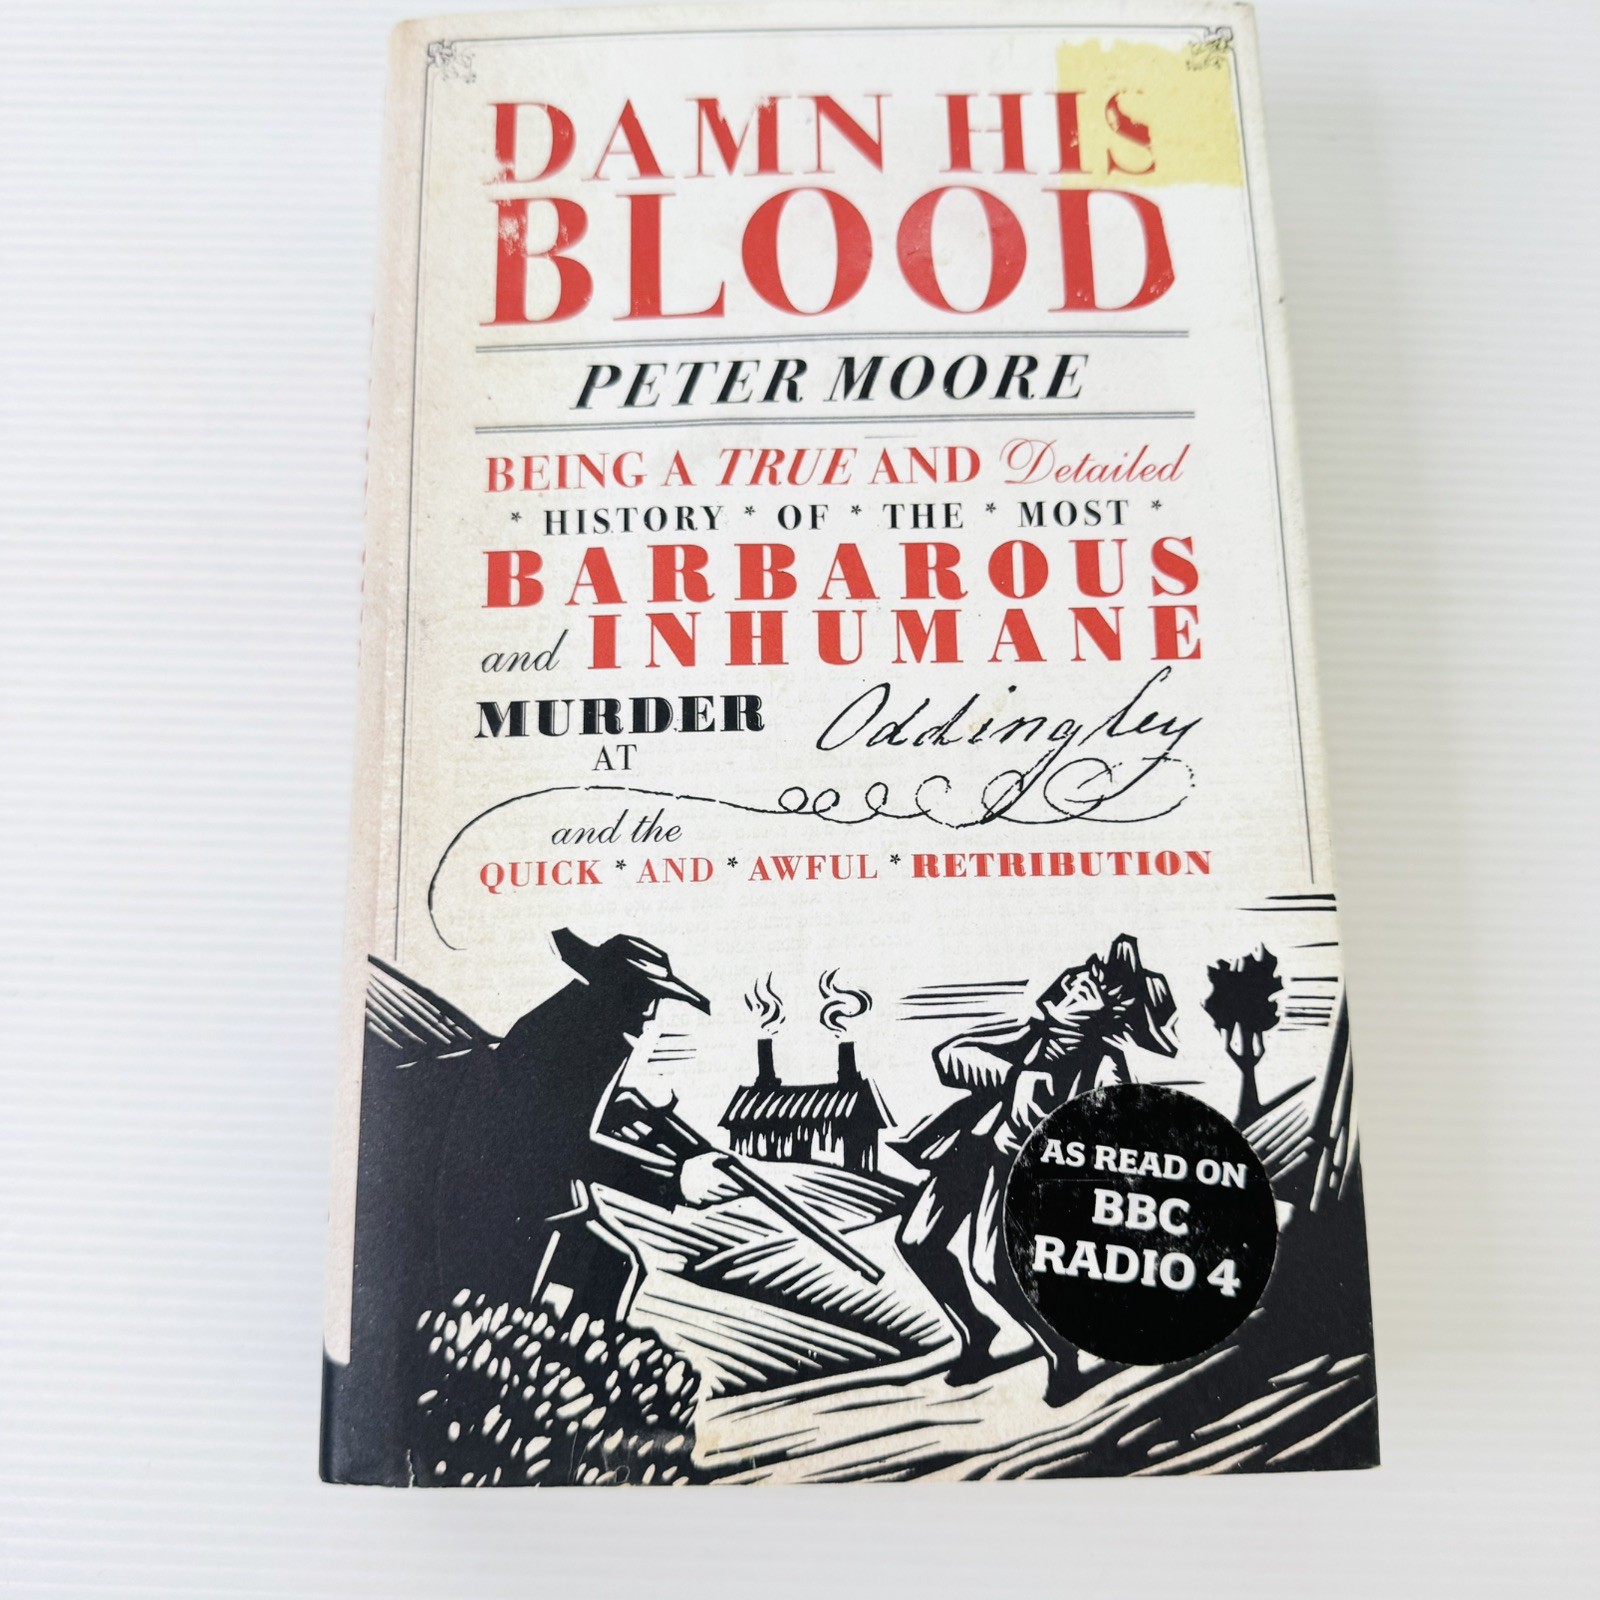 DAMN HIS
BLOOD
PETER MOORE
BEING A TRUE AND Detailed
* HISTORY * OF * THE * MOST *
BARBAROUS
and INHUMANE
MURDER
AT
Oddingley
and the
QUICK * AND * AWFUL * RETRIBUTION
AS READ ON
BBC
RADIO 4